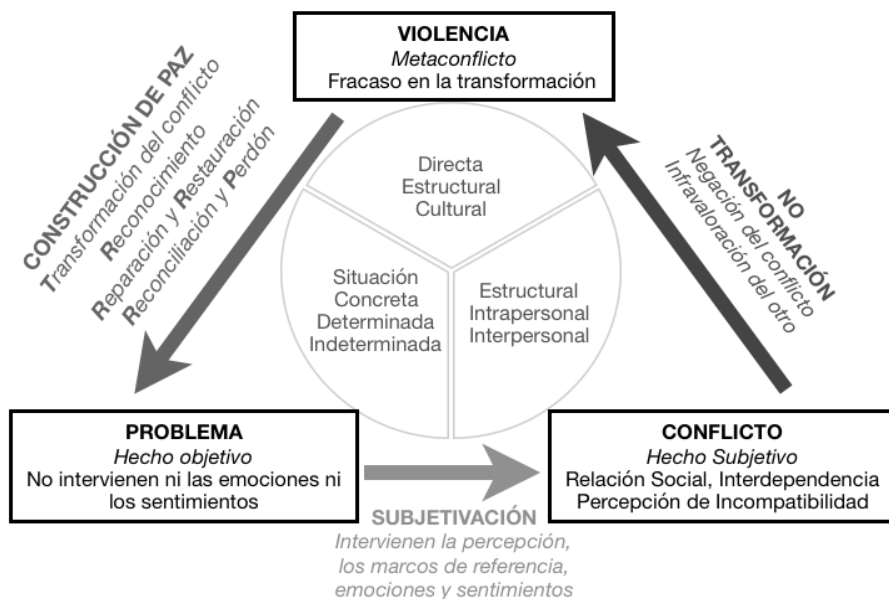 VIOLENCIA
Metaconflicto
Fracaso en la transformación
CONSTRUCCIÓN DE PAZ
Transformación del conflicto
Reconocimiento
Reparación y Restauración
Reconciliación y Perdón
Directa
Estructural
Cultural
NO
TRANSFORMACIÓN
Negación del conflicto
Infravaloración del otro
Situación
Concreta
Determinada
Indeterminada
Estructural
Intrapersonal
Interpersonal
PROBLEMA
Hecho objetivo
No intervienen ni las emociones ni
los sentimientos
CONFLICTO
Hecho Subjetivo
Relación Social, Interdependencia
Percepción de Incompatibilidad
SUBJETIVACIÓN
Intervienen la percepción,
los marcos de referencia,
emociones y sentimientos